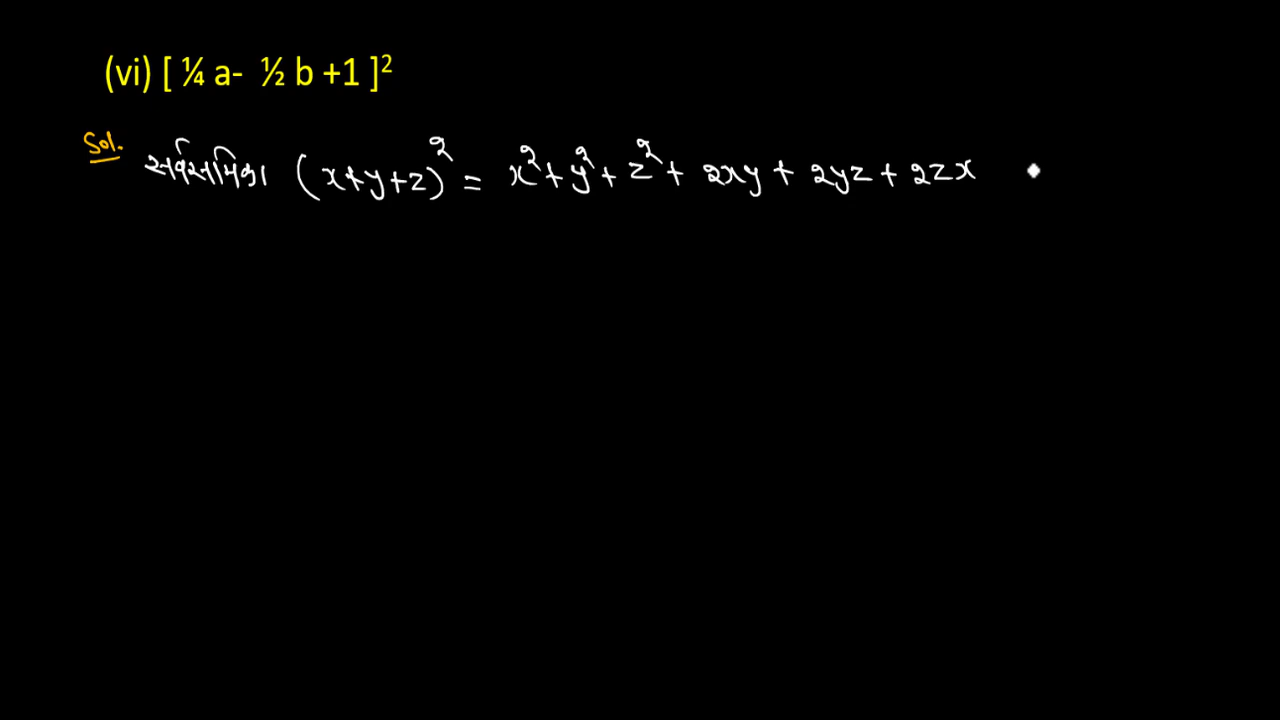 (vi) [ ¼ a- ½ b +1 ]²
Sol. सर्वसमिका (x+y+z)² = x²+y²+z²+ 2xy + 2yz + 2zx